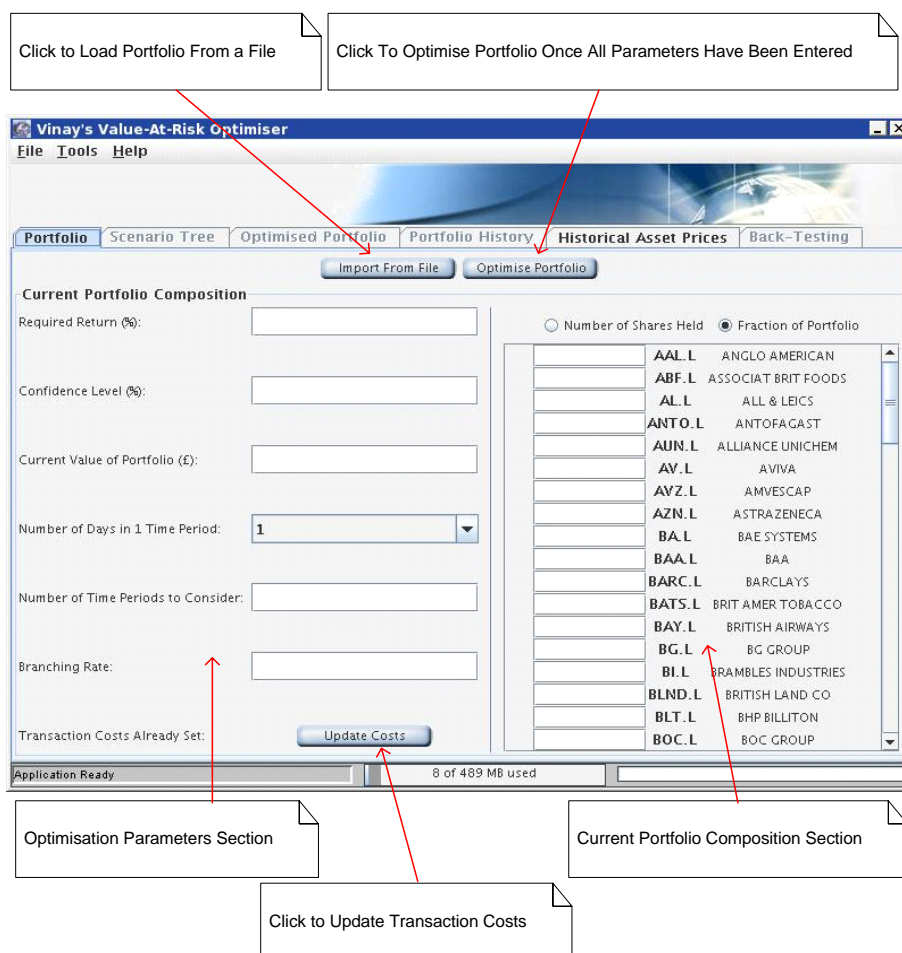 Click to Load Portfolio From a File
Click To Optimise Portfolio Once All Parameters Have Been Entered
Vinay's Value-At-Risk Optimiser
File Tools Help
Portfolio Scenario Tree Optimised Portfolio Portfolio History Historical Asset Prices Back-Testing
Import From File Optimise Portfolio
Current Portfolio Composition
Required Return (%):
Number of Shares Held Fraction of Portfolio
AAL.L ANGLO AMERICAN
ABF.L ASSOCIAT BRIT FOODS
Confidence Level (%):
AL.L ALL & LEICS
ANTO.L ANTOFAGAST
AUN.L ALLIANCE UNICHEM
Current Value of Portfolio (£):
AV.L AVIVA
AVZ.L AMVESCAP
AZN.L ASTRAZENECA
Number of Days in 1 Time Period: 1
BA.L BAE SYSTEMS
BAA.L BAA
BARC.L BARCLAYS
Number of Time Periods to Consider:
BATS.L BRIT AMER TOBACCO
BAY.L BRITISH AIRWAYS
BG.L BG GROUP
Branching Rate:
BI.L BRAMBLES INDUSTRIES
BLND.L BRITISH LAND CO
BLT.L BHP BILLITON
Transaction Costs Already Set: Update Costs
BOC.L BOC GROUP
Application Ready 8 of 489 MB used
Optimisation Parameters Section
Current Portfolio Composition Section
Click to Update Transaction Costs